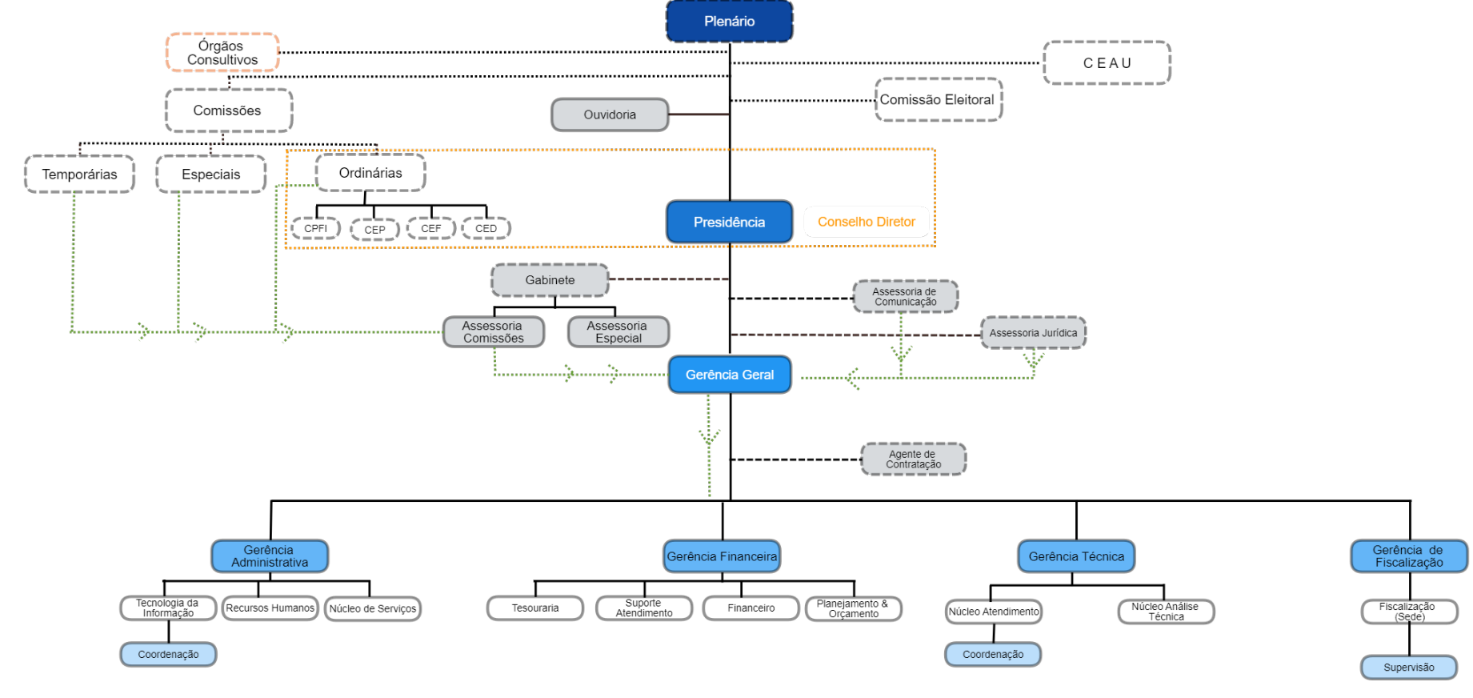 Plenário
Órgãos
Consultivos
C E A U
Comissões
Comissão Eleitoral
Ouvidoria
Temporárias
Especiais
Ordinárias
CPFI
CEP
CEF
CED
Presidência
Conselho Diretor
Gabinete
Assessoria de
Comunicação
Assessoria
Comissões
Assessoria
Especial
Assessoria Jurídica
Gerência Geral
Agente de
Contratação
Gerência
Administrativa
Gerência Financeira
Gerência Técnica
Gerência de
Fiscalização
Tecnologia da
Informação
Recursos Humanos
Núcleo de Serviços
Tesouraria
Suporte
Atendimento
Financeiro
Planejamento &
Orçamento
Núcleo Atendimento
Núcleo Análise
Técnica
Fiscalização
(Sede)
Coordenação
Coordenação
Supervisão